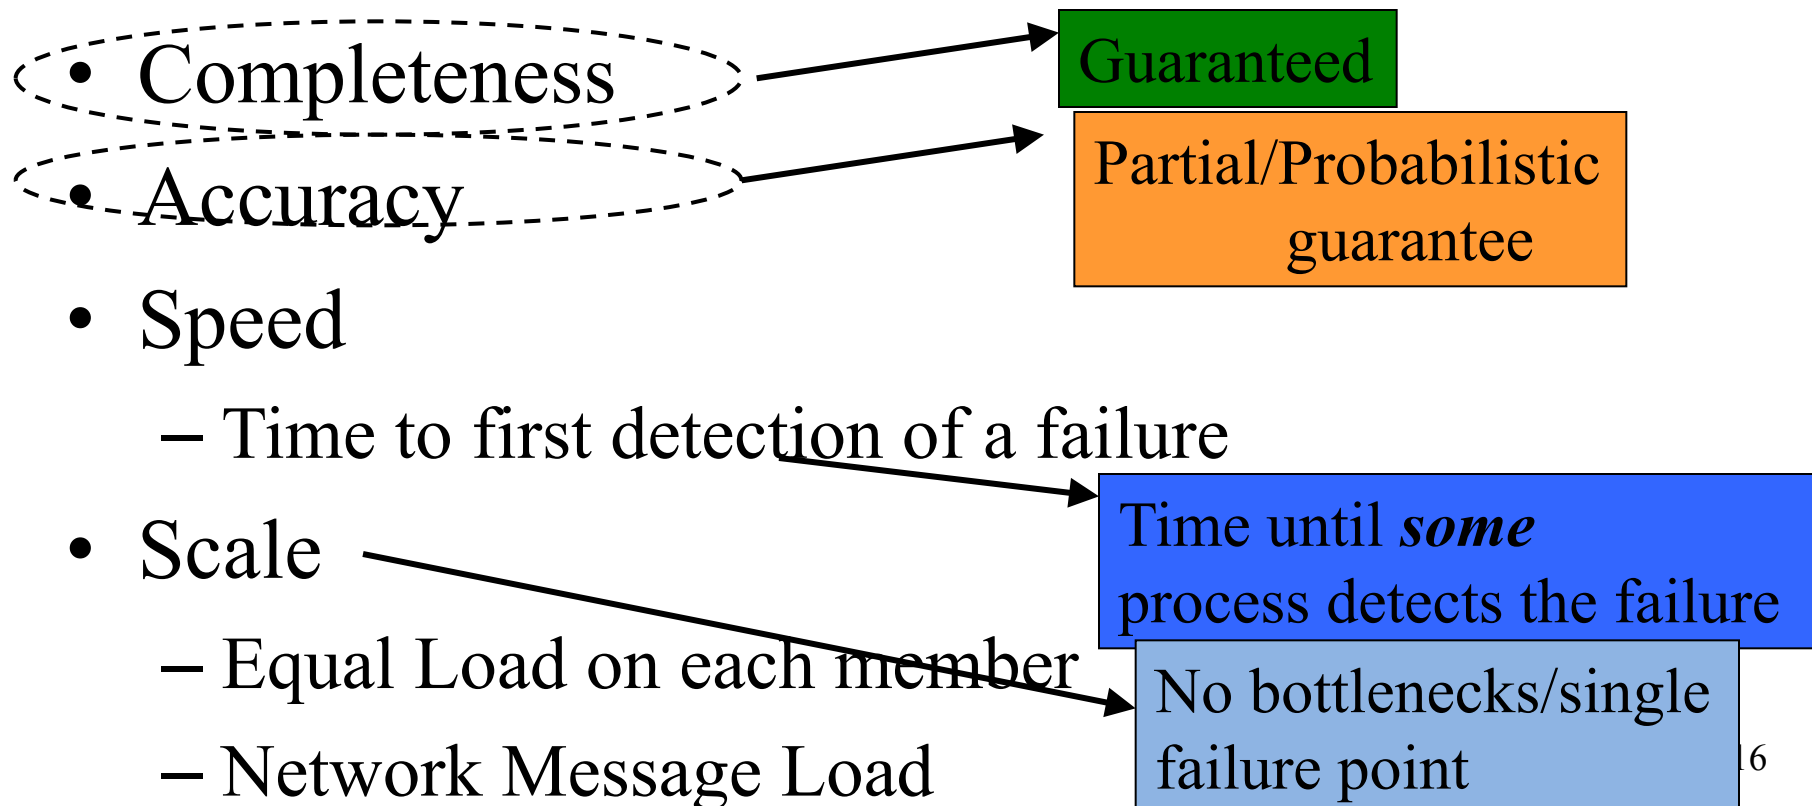 • Completeness
Guaranteed
• Accuracy
Partial/Probabilistic
guarantee
• Speed
– Time to first detection of a failure
Time until some
process detects the failure
• Scale
– Equal Load on each member
No bottlenecks/single
failure point
– Network Message Load
16